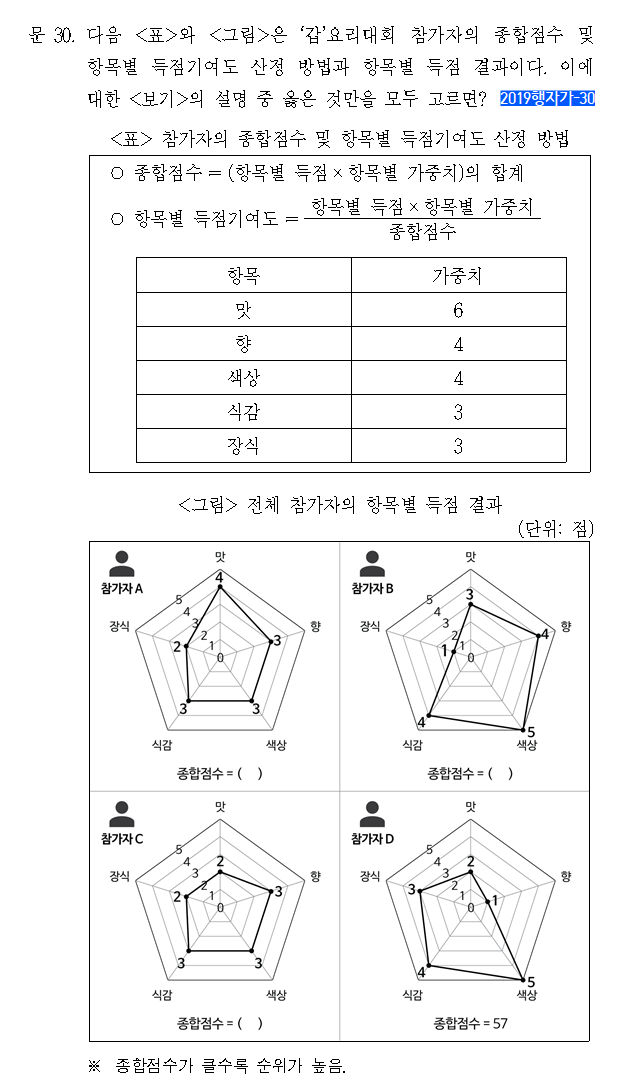 문 30. 다음 <표>와 <그림>은 ‘갑’요리대회 참가자의 종합점수 및
항목별 득점기여도 산정 방법과 항목별 득점 결과이다. 이에
대한 <보기>의 설명 중 옳은 것만을 모두 고르면? 2019행자가-30
<표> 참가자의 종합점수 및 항목별 득점기여도 산정 방법
○ 종합점수 = (항목별 득점 × 항목별 가중치)의 합계
○ 항목별 득점기여도 = 항목별 득점 × 항목별 가중치
종합점수
항목 가중치
맛 6
향 4
색상 4
식감 3
장식 3
<그림> 전체 참가자의 항목별 득점 결과
(단위: 점)
참가자 A
맛
4
5
4
3
2
1
0
장식
향
2
3
3
3
식감
색상
종합점수 = ( )
참가자 B
맛
3
5
4
3
2
1
0
장식
향
1
4
4
5
식감
색상
종합점수 = ( )
참가자 C
맛
2
5
4
3
2
1
0
장식
향
2
3
3
3
식감
색상
종합점수 = ( )
참가자 D
맛
2
5
4
3
2
1
0
장식
향
3
1
4
5
식감
색상
종합점수 = 57
※ 종합점수가 클수록 순위가 높음.